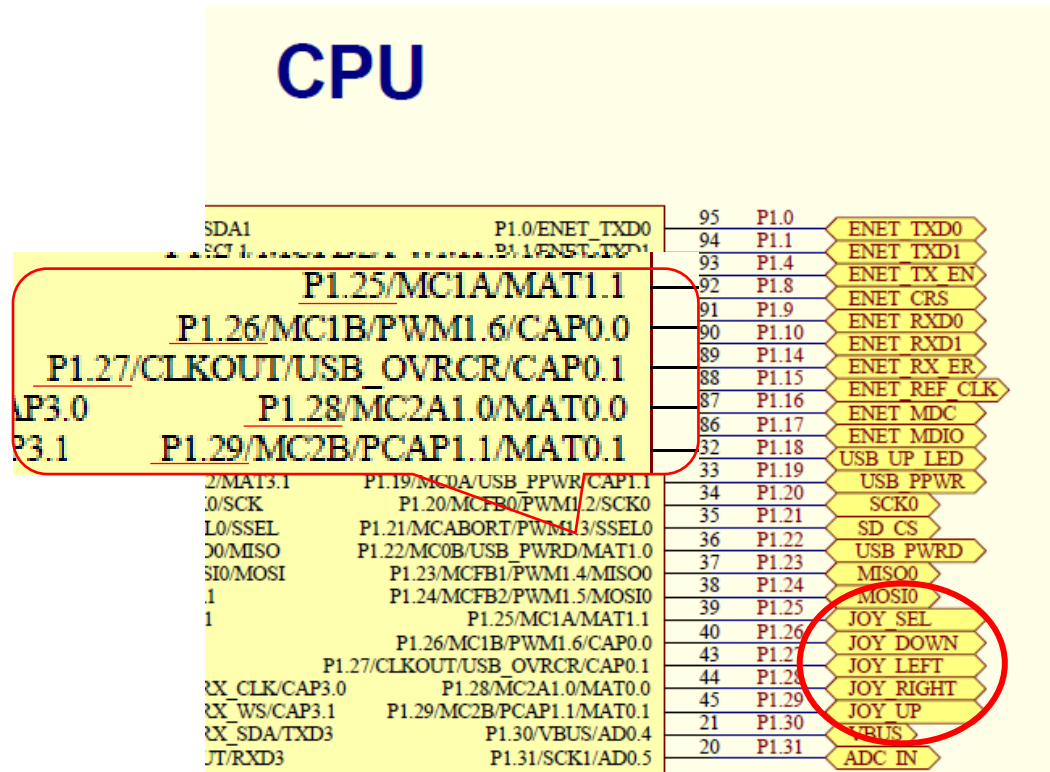 CPU
SDA1 P1.0/ENET_TXD0 95 P1.0 ENET_TXD0
94 P1.1 ENET_TXD1
93 P1.4 ENET_TX_EN
92 P1.8 ENET_CRS
91 P1.9 ENET_RXD0
90 P1.10 ENET_RXD1
89 P1.14 ENET_RX_ER
88 P1.15 ENET_REF_CLK
87 P1.16 ENET_MDC
86 P1.17 ENET_MDIO
32 P1.18 USB_UP_LED
P1.25/MC1A/MAT1.1
P1.26/MC1B/PWM1.6/CAP0.0
P1.27/CLKOUT/USB_OVRCR/CAP0.1
AP3.0 P1.28/MC2A1.0/MAT0.0
P3.1 P1.29/MC2B/PCAP1.1/MAT0.1
2/MAT3.1 P1.19/MC0A/USB_PPWR/CAP1.1 33 P1.19 USB_PPWR
0/SCK P1.20/MCFB0/PWM1.2/SCK0 34 P1.20 SCK0
L0/SSEL P1.21/MCABORT/PWM1.3/SSEL0 35 P1.21 SD_CS
00/MISO P1.22/MC0B/USB_PWRD/MAT1.0 36 P1.22 USB_PWRD
SI0/MOSI P1.23/MCFB1/PWM1.4/MISO0 37 P1.23 MISO0
.1 P1.24/MCFB2/PWM1.5/MOSI0 38 P1.24 MOSI0
1 P1.25/MC1A/MAT1.1 39 P1.25 JOY_SEL
P1.26/MC1B/PWM1.6/CAP0.0 40 P1.26 JOY_DOWN
P1.27/CLKOUT/USB_OVRCR/CAP0.1 43 P1.27 JOY_LEFT
RX_CLK/CAP3.0 P1.28/MC2A1.0/MAT0.0 44 P1.28 JOY_RIGHT
RX_WS/CAP3.1 P1.29/MC2B/PCAP1.1/MAT0.1 45 P1.29 JOY_UP
RX_SDA/TXD3 P1.30/VBUS/AD0.4 21 P1.30 VBUS
UT/RXD3 P1.31/SCK1/AD0.5 20 P1.31 ADC_IN